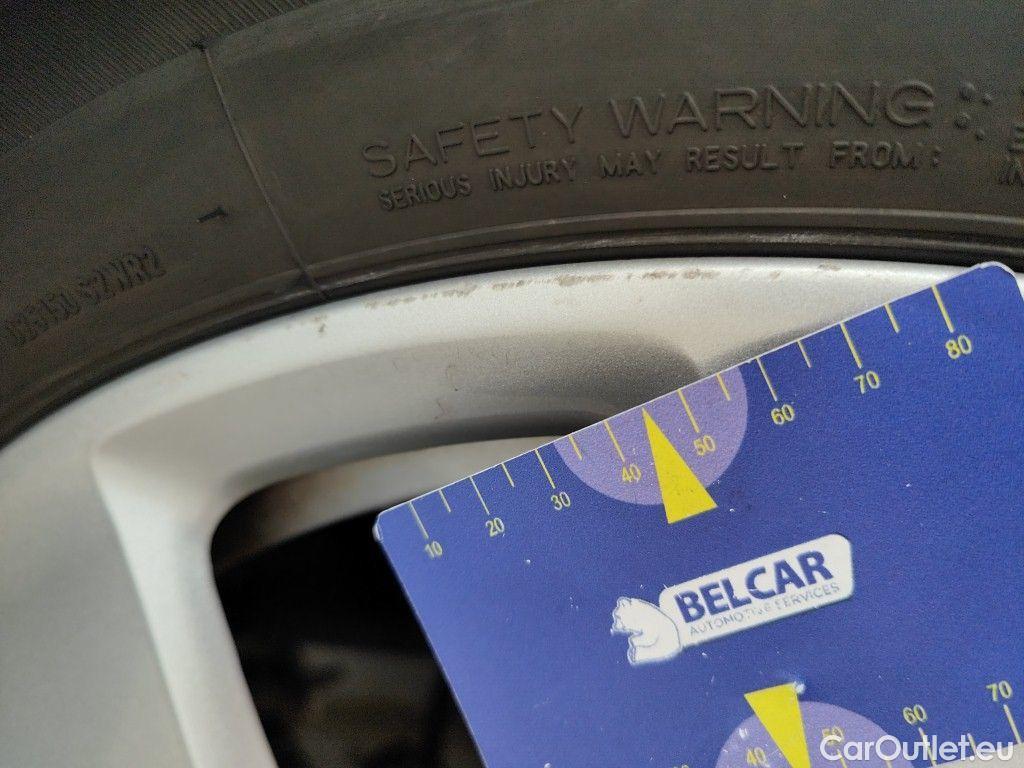 SAFETY WARNING
SERIOUS INJURY MAY RESULT FROM:
10 20 30 40 50 60 70 80
BELCAR
AUTOMOTIVE SERVICES
40 50 60 70
CarOutlet.eu